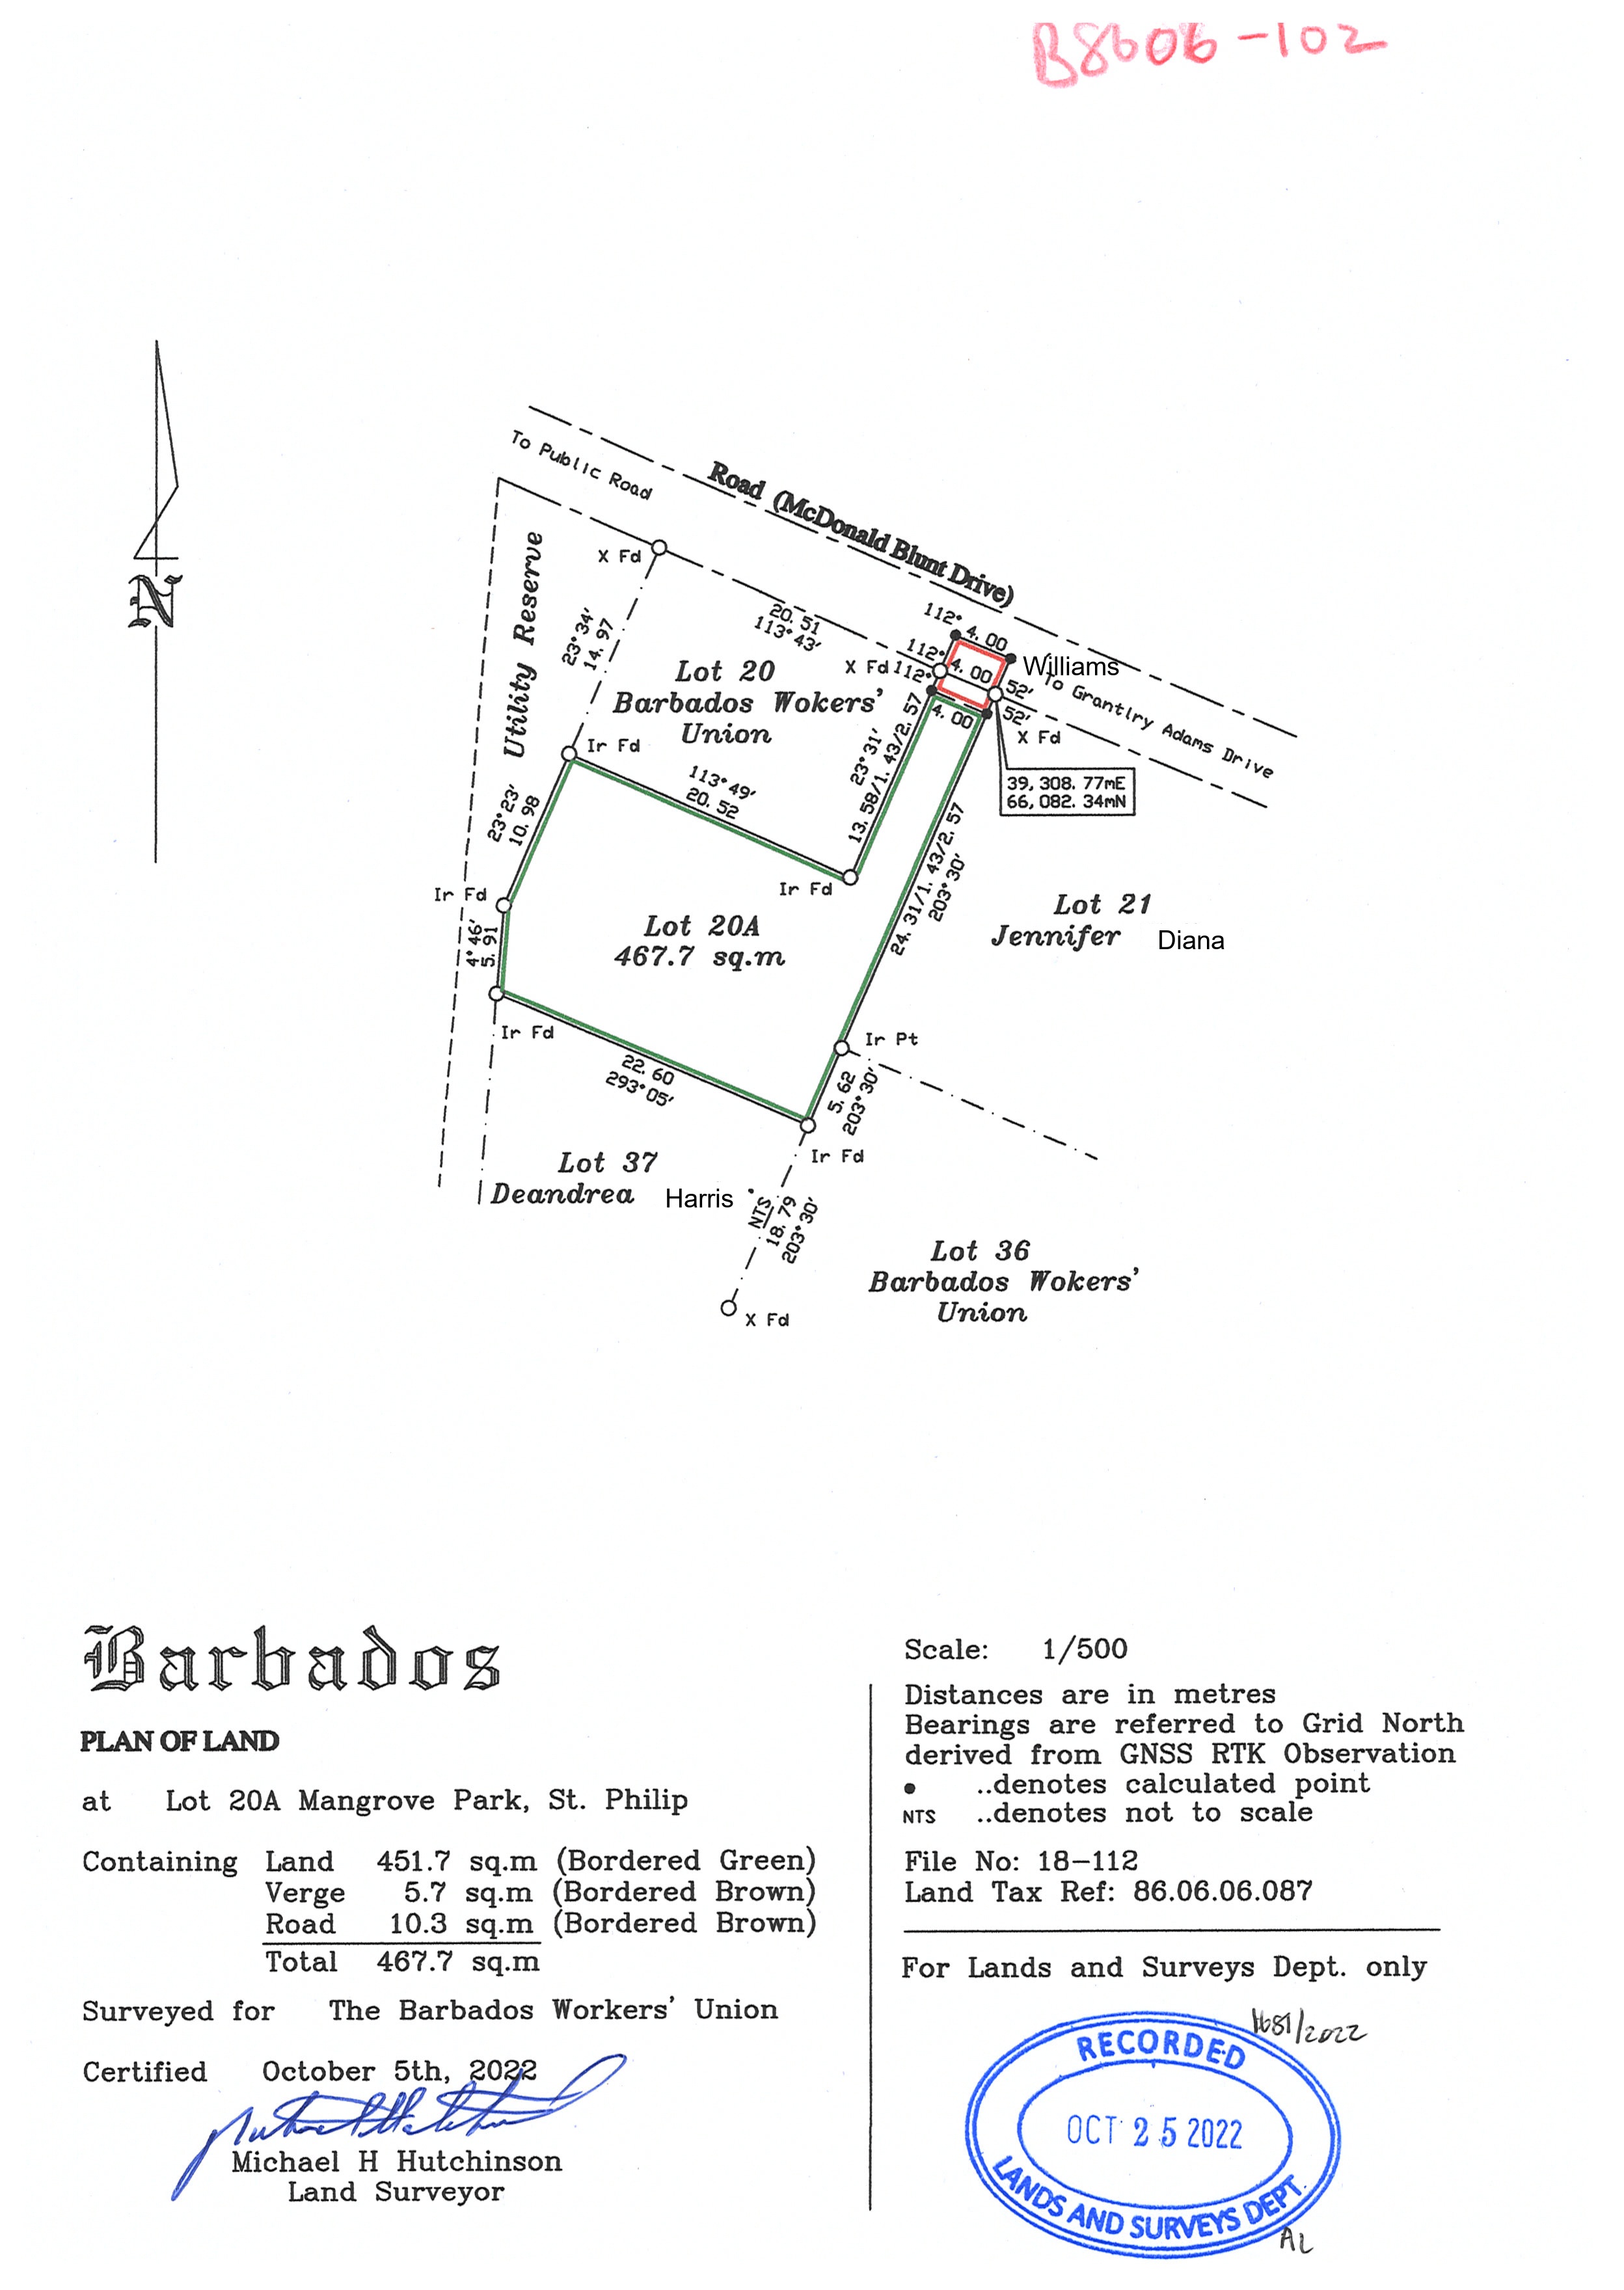 B8606-102
To Public Road
Road (McDonald Blunt Drive)
Utility Reserve
X Fd
20.51
113°43'
23°34'
14.97
Lot 20
Barbados Wokers'
Union
112° 4.00
112°
4.00
X Fd 112°
4.00
Williams
52'
52'
To Grantlry Adams Drive
X Fd
39,308.77mE
66,082.34mN
Ir Fd
113°49'
20.52
23°31'
13.58/1.43/2.57
23°23'
10.98
Ir Fd
Ir Fd
24.31/1.43/2.57
203°30'
Lot 21
Jennifer Diana
Lot 20A
467.7 sq.m
4°46'
5.91
Ir Fd
Ir Pt
22.60
293°05'
5.62
203°30'
Ir Fd
Lot 37
Deandrea Harris
NTS
18.79
203°30'
Lot 36
Barbados Wokers'
Union
X Fd
N
Barbados
PLAN OF LAND
at Lot 20A Mangrove Park, St. Philip
Containing Land 451.7 sq.m (Bordered Green)
Verge 5.7 sq.m (Bordered Brown)
Road 10.3 sq.m (Bordered Brown)
Total 467.7 sq.m
Surveyed for The Barbados Workers' Union
Certified October 5th, 2022
Michael H Hutchinson
Land Surveyor
Scale: 1/500
Distances are in metres
Bearings are referred to Grid North
derived from GNSS RTK Observation
● ..denotes calculated point
NTS ..denotes not to scale
File No: 18-112
Land Tax Ref: 86.06.06.087
For Lands and Surveys Dept. only
1681/2022
RECORDED
OCT 25 2022
LANDS AND SURVEYS DEPT.
AL